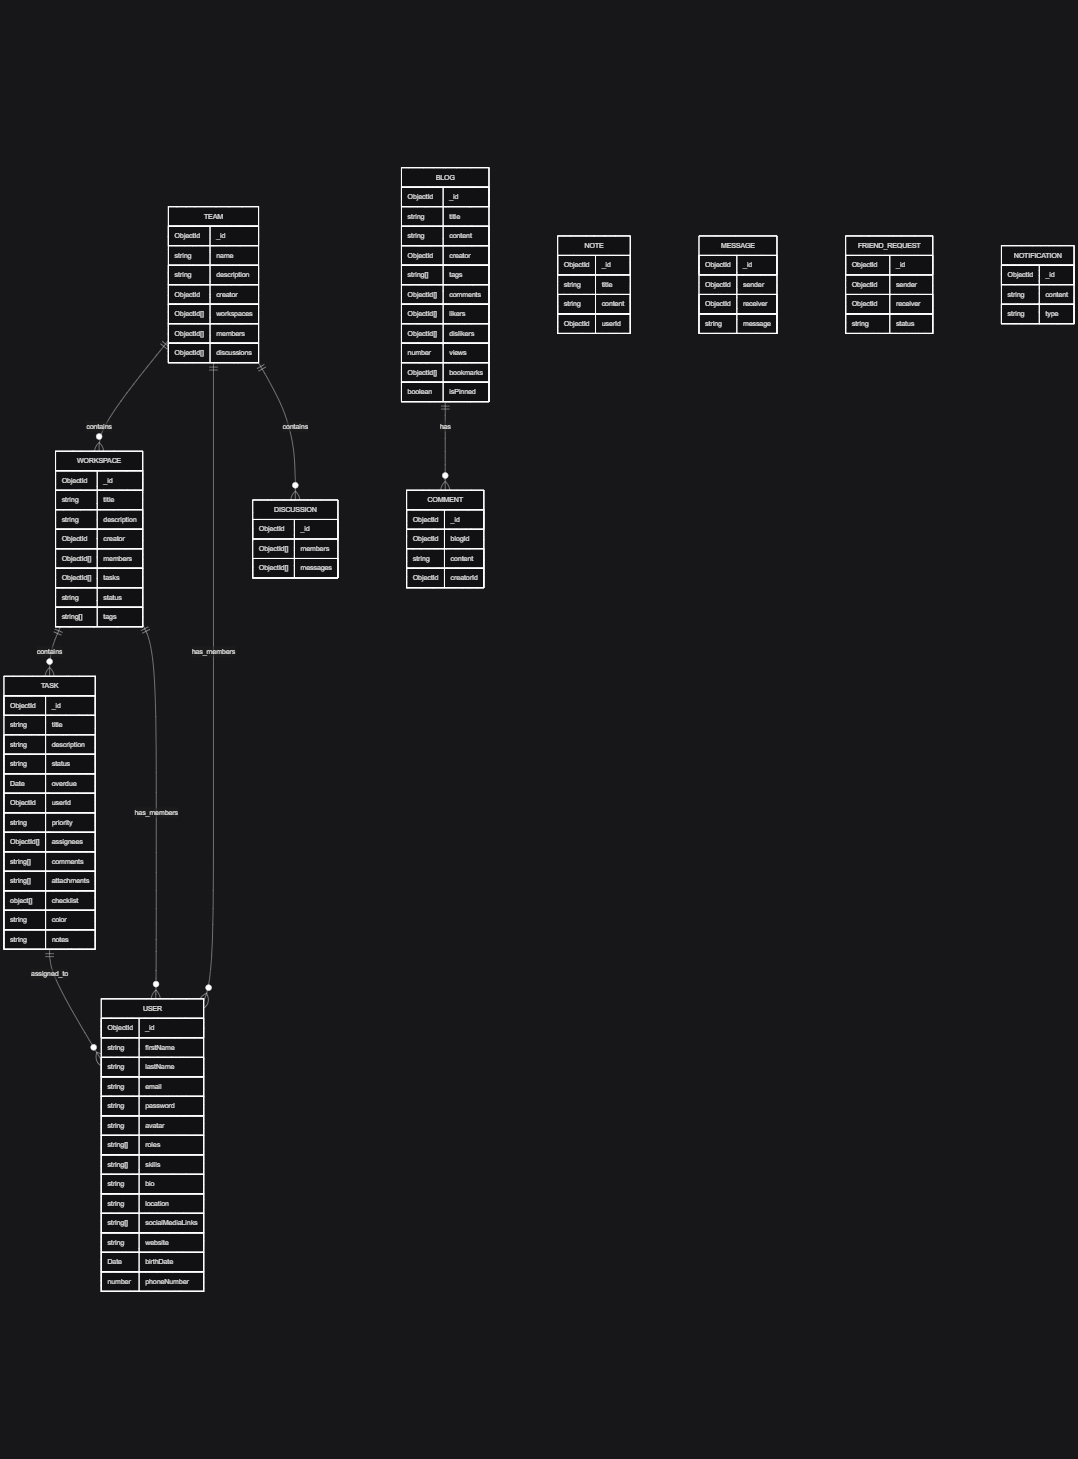 BLOG
ObjectId _id
string title
string content
ObjectId creator
string[] tags
ObjectId[] comments
ObjectId[] likers
ObjectId[] dislikers
number views
ObjectId[] bookmarks
boolean isPinned
TEAM
ObjectId _id
string name
string description
ObjectId creator
ObjectId[] workspaces
ObjectId[] members
ObjectId[] discussions
NOTE
ObjectId _id
string title
string content
ObjectId userId
MESSAGE
ObjectId _id
ObjectId sender
ObjectId receiver
string message
FRIEND_REQUEST
ObjectId _id
ObjectId sender
ObjectId receiver
string status
NOTIFICATION
ObjectId _id
string content
string type
contains
contains
has
WORKSPACE
ObjectId _id
string title
string description
ObjectId creator
ObjectId[] members
ObjectId[] tasks
string status
string[] tags
DISCUSSION
ObjectId _id
ObjectId[] members
ObjectId[] messages
COMMENT
ObjectId _id
ObjectId blogId
string content
ObjectId creatorId
contains
has_members
TASK
ObjectId _id
string title
string description
string status
Date overdue
ObjectId userId
string priority
ObjectId[] assignees
string[] comments
string[] attachments
object[] checklist
string color
string notes
has_members
assigned_to
USER
ObjectId _id
string firstName
string lastName
string email
string password
string avatar
string[] roles
string[] skills
string bio
string location
string[] socialMediaLinks
string website
Date birthDate
number phoneNumber